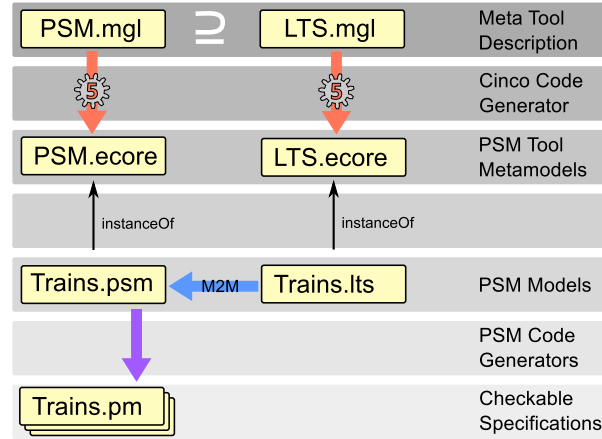 PSM.mgl ⊇ LTS.mgl Meta Tool
Description
5 5 Cinco Code
Generator
PSM.ecore LTS.ecore PSM Tool
Metamodels
instanceOf instanceOf
Trains.psm M2M Trains.lts PSM Models
PSM Code
Generators
Trains.pm Checkable
Specifications